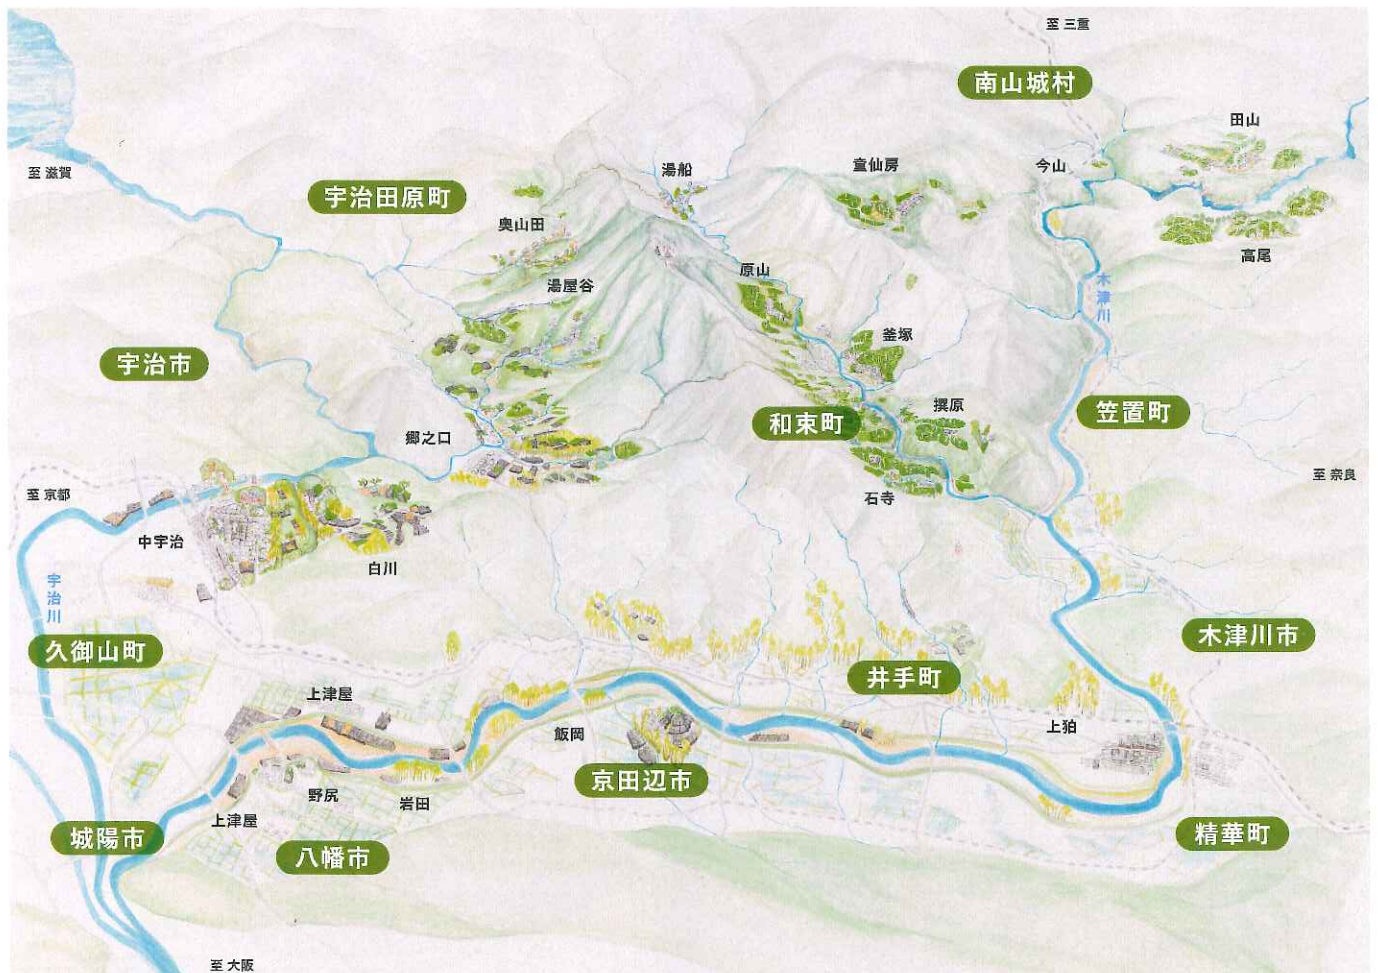 至 三重
南山城村
田山
湯船
童仙房
今山
至 滋賀
宇治田原町
奥山田
高尾
原山
湯屋谷
木津川
釜塚
宇治市
撰原
笠置町
和束町
郷之口
至 奈良
至 京都
石寺
中宇治
白川
宇治川
木津川市
久御山町
井手町
上津屋
上狛
飯岡
京田辺市
野尻
岩田
上津屋
城陽市
精華町
八幡市
至 大阪